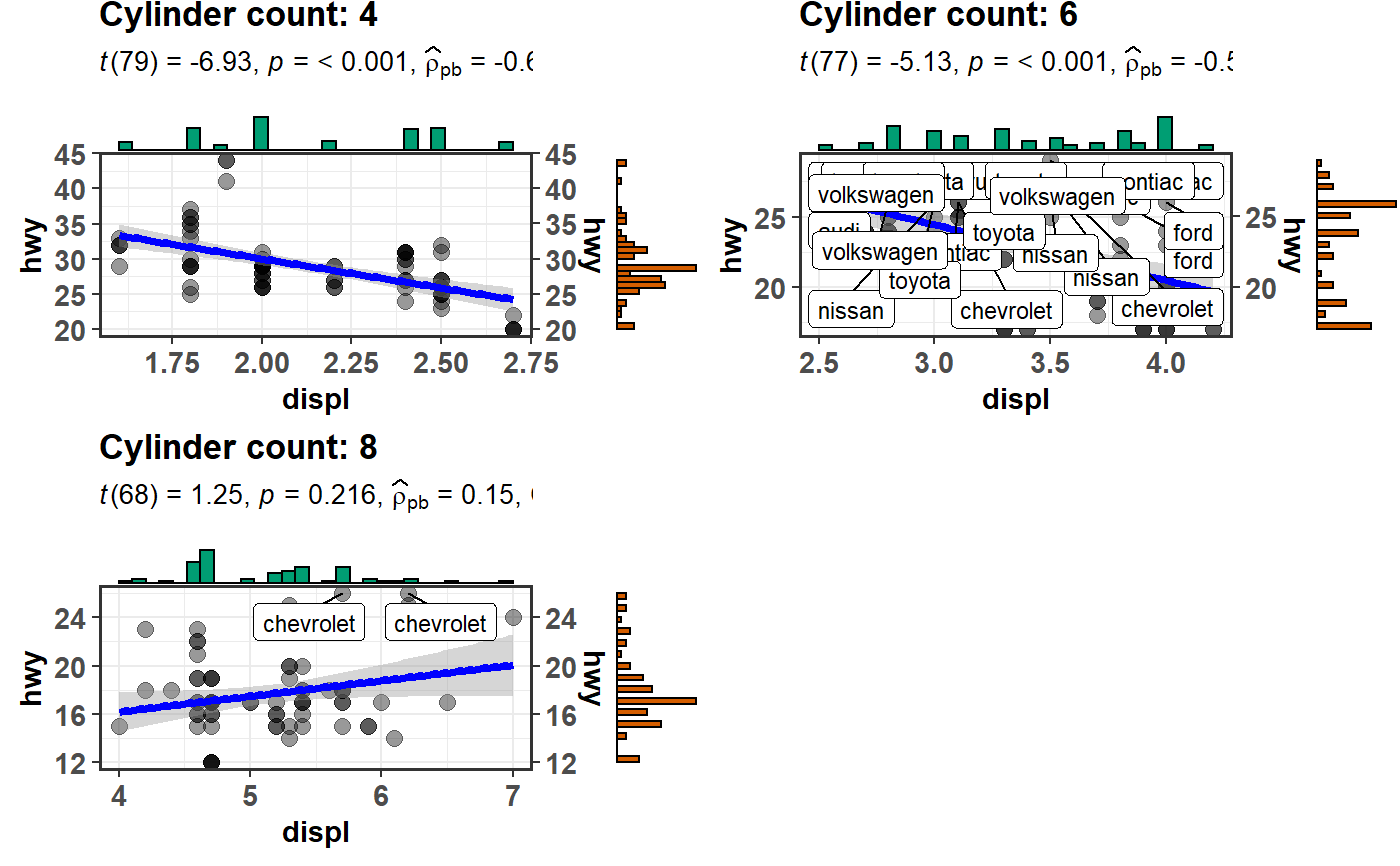 Cylinder count: 4
t(79) = -6.93, p = < 0.001, ρ̂pb = -0.6
45
40
35
30
25
20
45
40
35
30
25
20
hwy
hwy
1.75 2.00 2.25 2.50 2.75
displ
Cylinder count: 6
t(77) = -5.13, p = < 0.001, ρ̂pb = -0.5
25
20
25
20
hwy
hwy
volkswagen
volkswagen
ford
toyota
volkswagen
nissan
ford
toyota
nissan
nissan
chevrolet
chevrolet
2.5 3.0 3.5 4.0
displ
Cylinder count: 8
t(68) = 1.25, p = 0.216, ρ̂pb = 0.15,
24
20
16
12
24
20
16
12
hwy
hwy
chevrolet chevrolet
4 5 6 7
displ